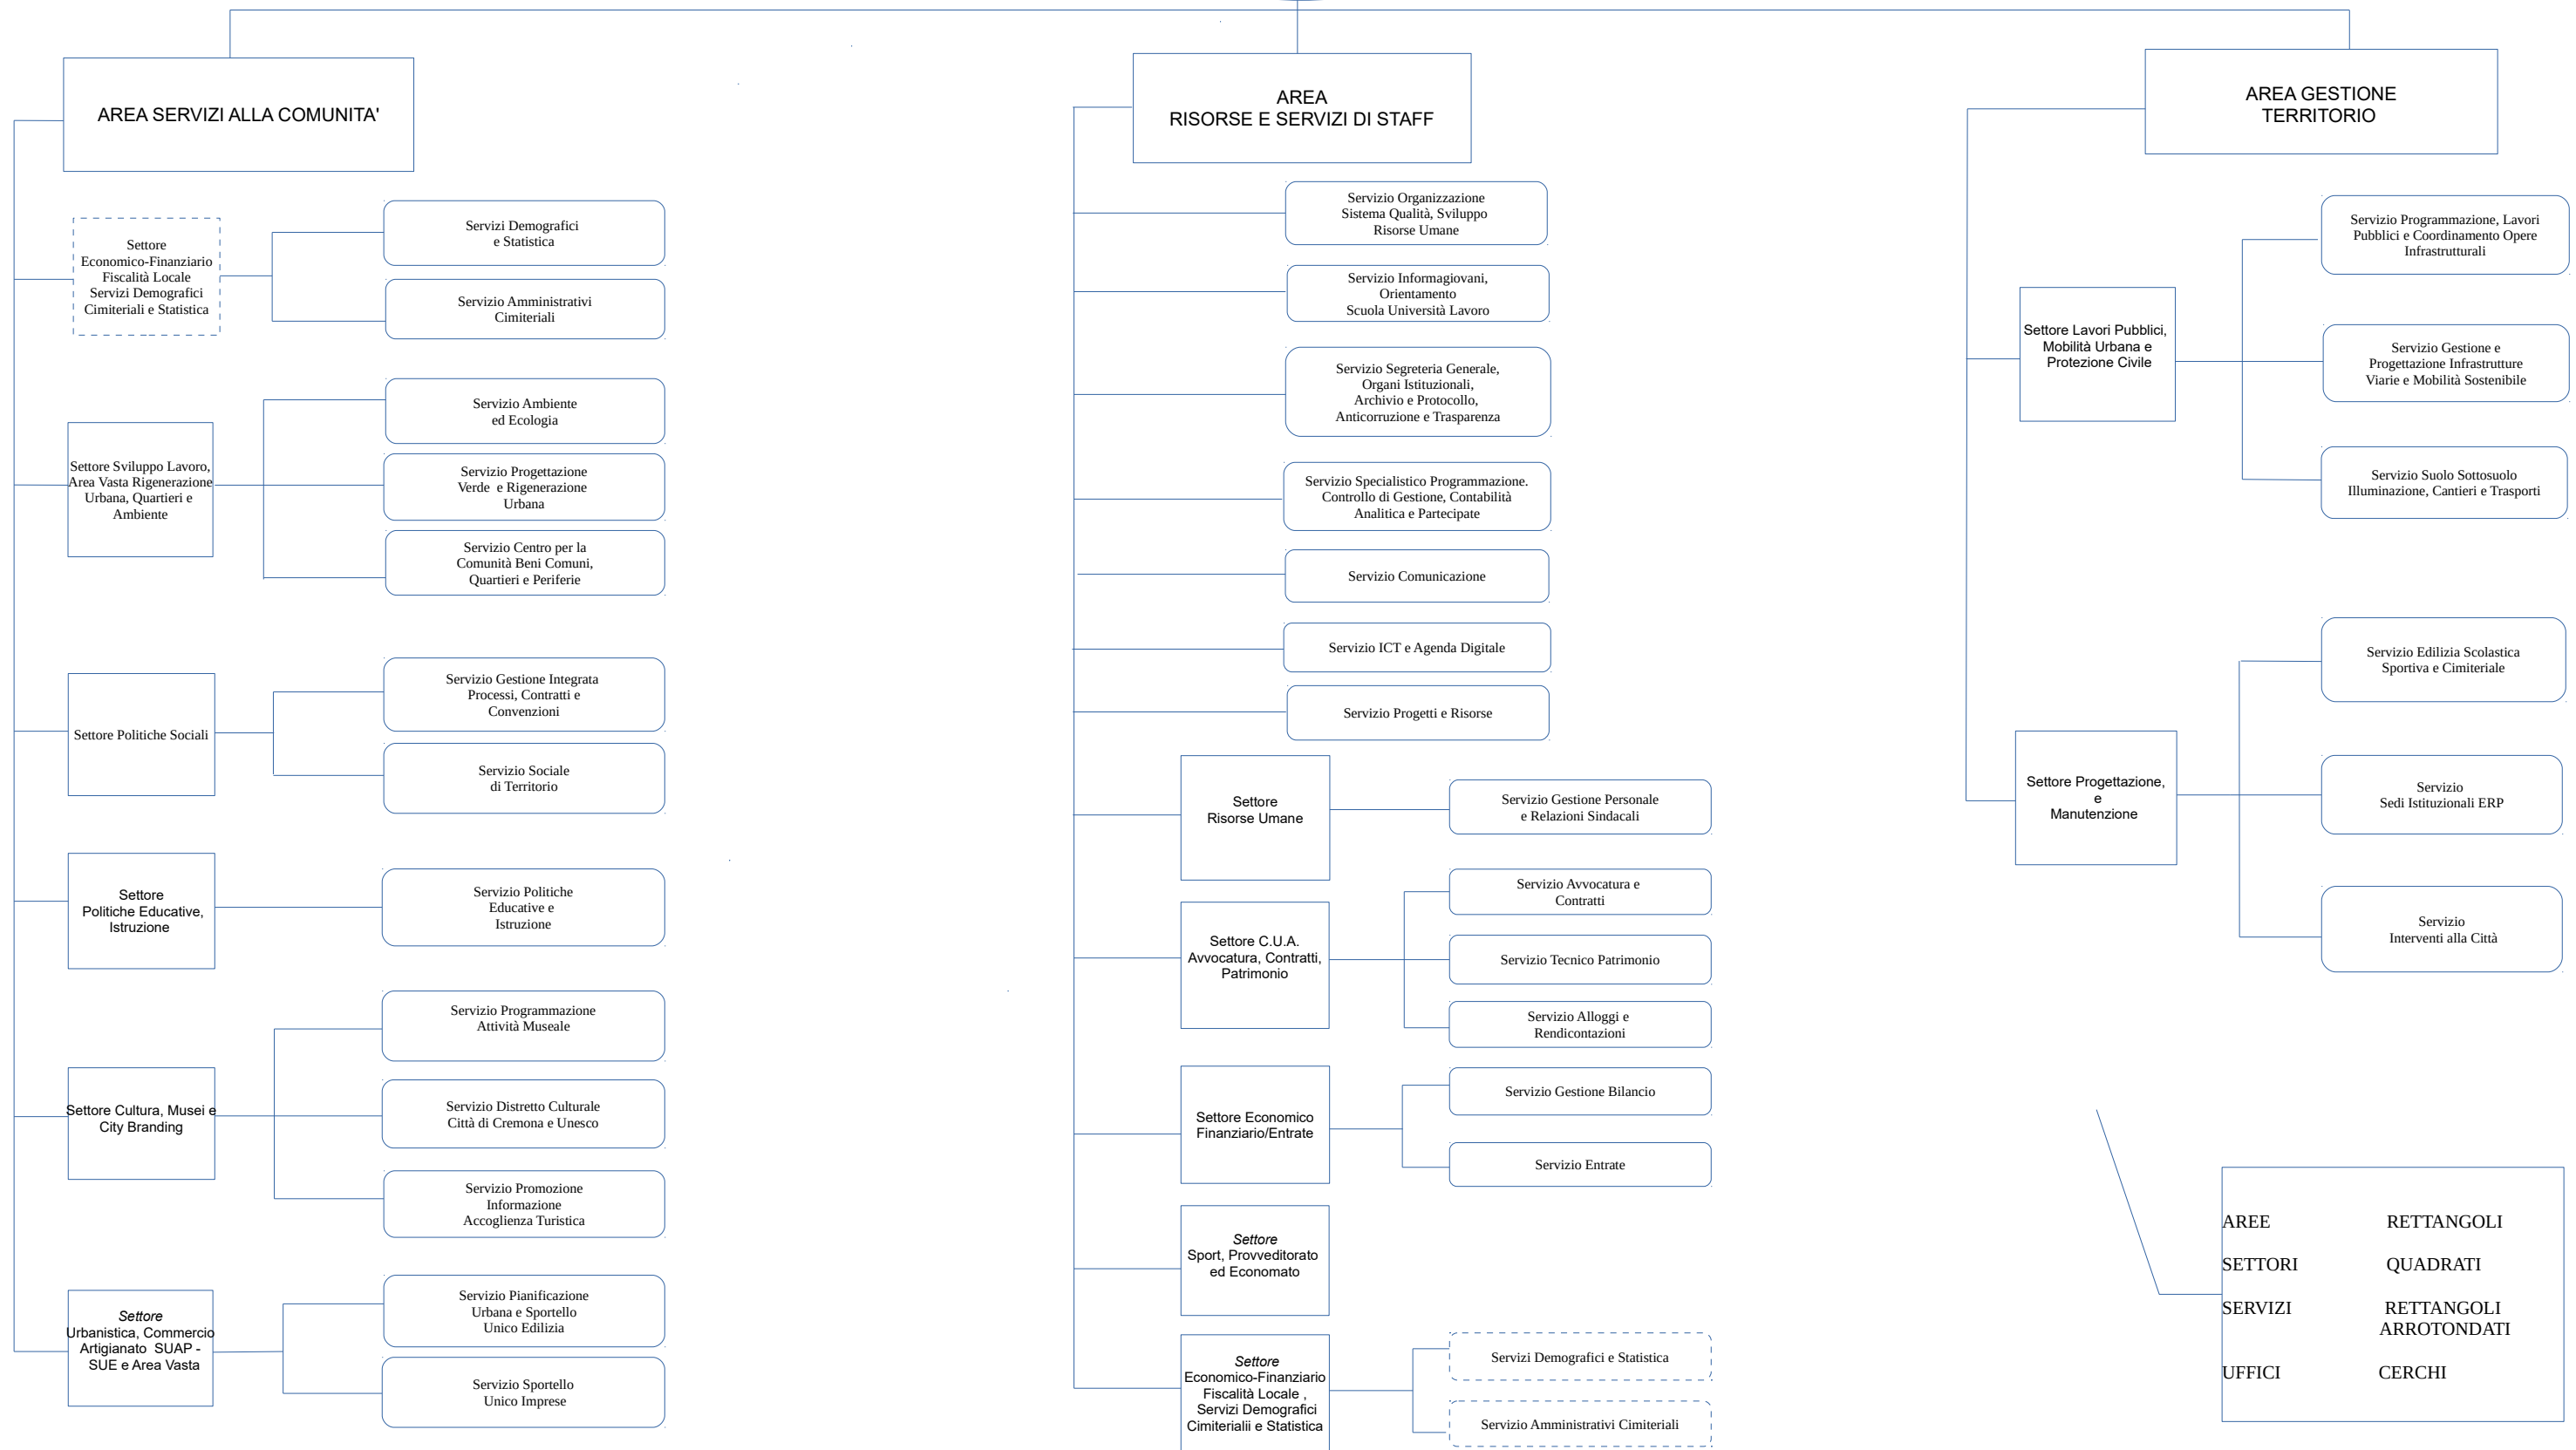 AREA SERVIZI ALLA COMUNITA'
Settore
Economico-Finanziario
Fiscalità Locale
Servizi Demografici
Cimiteriali e Statistica
Servizi Demografici
e Statistica
Servizio Amministrativi
Cimiteriali
Settore Sviluppo Lavoro,
Area Vasta Rigenerazione
Urbana, Quartieri e
Ambiente
Servizio Ambiente
ed Ecologia
Servizio Progettazione
Verde e Rigenerazione
Urbana
Servizio Centro per la
Comunità Beni Comuni,
Quartieri e Periferie
Settore Politiche Sociali
Servizio Gestione Integrata
Processi, Contratti e
Convenzioni
Servizio Sociale
di Territorio
Settore
Politiche Educative,
Istruzione
Servizio Politiche
Educative e
Istruzione
Settore Cultura, Musei e
City Branding
Servizio Programmazione
Attività Museale
Servizio Distretto Culturale
Città di Cremona e Unesco
Servizio Promozione
Informazione
Accoglienza Turistica
Settore
Urbanistica, Commercio
Artigianato SUAP -
SUE e Area Vasta
Servizio Pianificazione
Urbana e Sportello
Unico Edilizia
Servizio Sportello
Unico Imprese
AREA
RISORSE E SERVIZI DI STAFF
Servizio Organizzazione
Sistema Qualità, Sviluppo
Risorse Umane
Servizio Informagiovani,
Orientamento
Scuola Università Lavoro
Servizio Segreteria Generale,
Organi Istituzionali,
Archivio e Protocollo,
Anticorruzione e Trasparenza
Servizio Specialistico Programmazione.
Controllo di Gestione, Contabilità
Analitica e Partecipate
Servizio Comunicazione
Servizio ICT e Agenda Digitale
Servizio Progetti e Risorse
Settore
Risorse Umane
Servizio Gestione Personale
e Relazioni Sindacali
Settore C.U.A.
Avvocatura, Contratti,
Patrimonio
Servizio Avvocatura e
Contratti
Servizio Tecnico Patrimonio
Servizio Alloggi e
Rendicontazioni
Settore Economico
Finanziario/Entrate
Servizio Gestione Bilancio
Servizio Entrate
Settore
Sport, Provveditorato
ed Economato
Settore
Economico-Finanziario
Fiscalità Locale ,
Servizi Demografici
Cimiterialii e Statistica
Servizi Demografici e Statistica
Servizio Amministrativi Cimiteriali
AREA GESTIONE
TERRITORIO
Settore Lavori Pubblici,
Mobilità Urbana e
Protezione Civile
Servizio Programmazione, Lavori
Pubblici e Coordinamento Opere
Infrastrutturali
Servizio Gestione e
Progettazione Infrastrutture
Viarie e Mobilità Sostenibile
Servizio Suolo Sottosuolo
Illuminazione, Cantieri e Trasporti
Settore Progettazione,
e
Manutenzione
Servizio Edilizia Scolastica
Sportiva e Cimiteriale
Servizio
Sedi Istituzionali ERP
Servizio
Interventi alla Città
AREE RETTANGOLI
SETTORI QUADRATI
SERVIZI RETTANGOLI
ARROTONDATI
UFFICI CERCHI